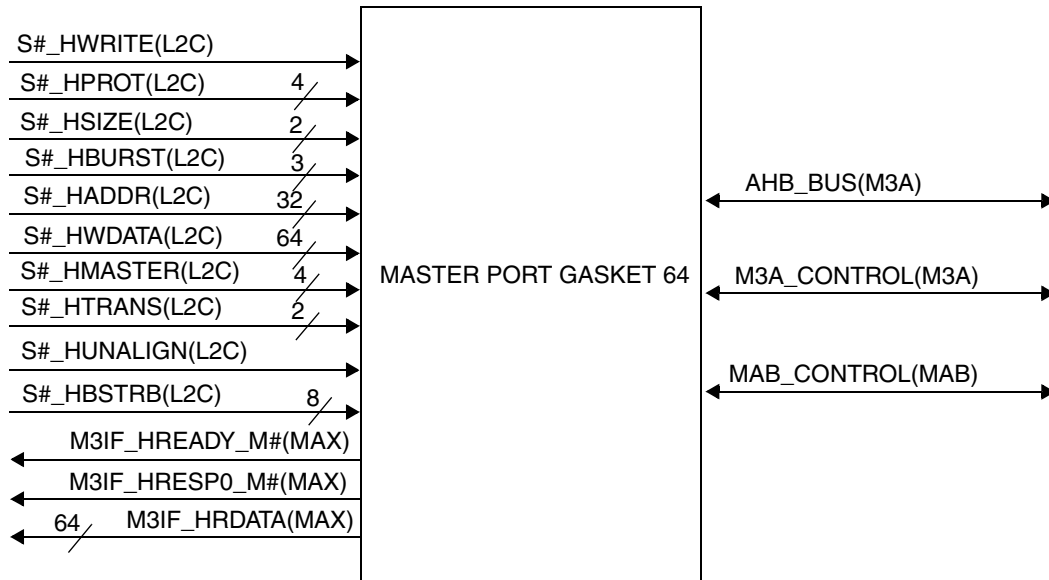 S#_HWRITE(L2C)
S#_HPROT(L2C) 4
S#_HSIZE(L2C) 2
S#_HBURST(L2C) 3
S#_HADDR(L2C) 32
S#_HWDATA(L2C) 64
S#_HMASTER(L2C) 4
S#_HTRANS(L2C) 2
S#_HUNALIGN(L2C)
S#_HBSTRB(L2C) 8
M3IF_HREADY_M#(MAX)
M3IF_HRESP0_M#(MAX)
64 M3IF_HRDATA(MAX)
MASTER PORT GASKET 64
AHB_BUS(M3A)
M3A_CONTROL(M3A)
MAB_CONTROL(MAB)